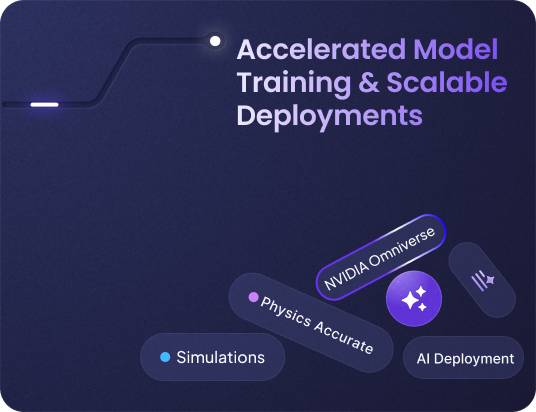 Accelerated Model
Training & Scalable
Deployments
NVIDIA Omniverse
Physics Accurate
Simulations
AI Deployment